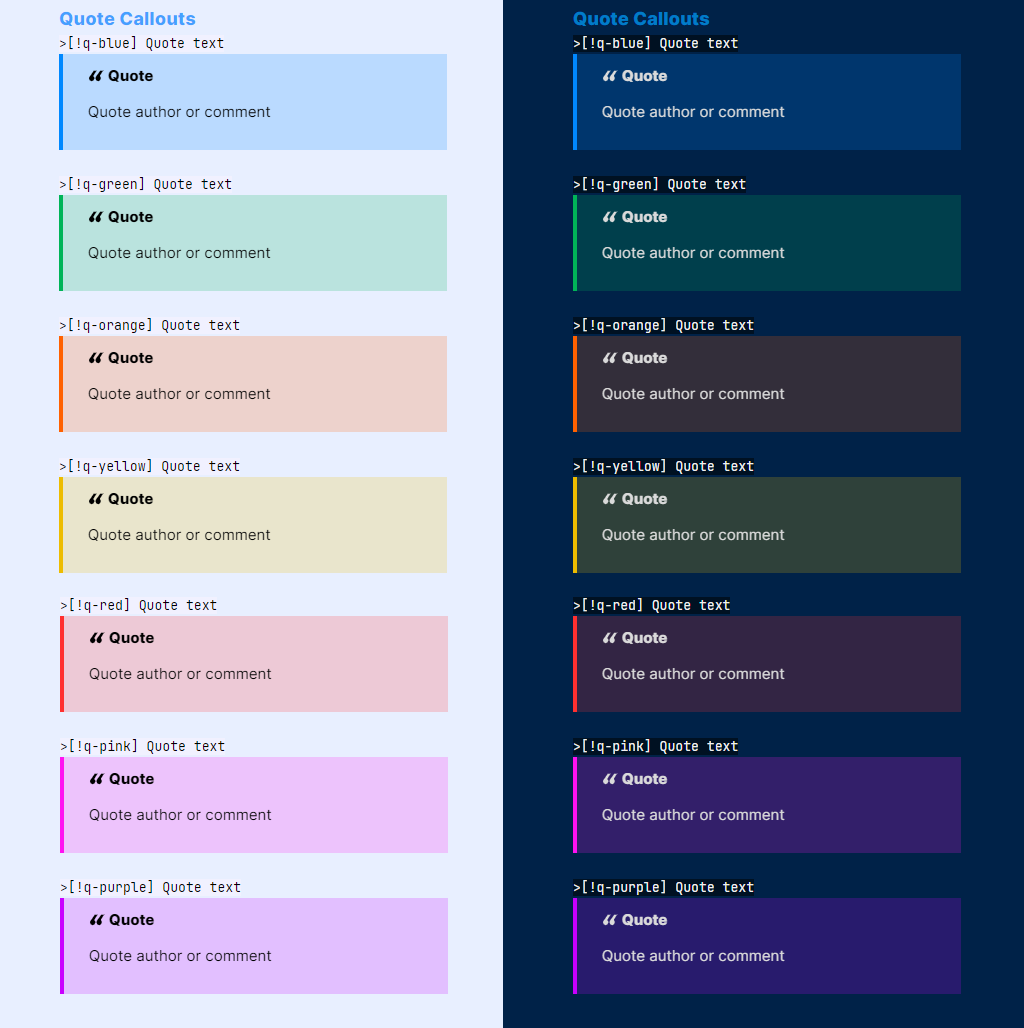 Quote Callouts
>[!q-blue] Quote text
“ Quote
Quote author or comment
>[!q-green] Quote text
“ Quote
Quote author or comment
>[!q-orange] Quote text
“ Quote
Quote author or comment
>[!q-yellow] Quote text
“ Quote
Quote author or comment
>[!q-red] Quote text
“ Quote
Quote author or comment
>[!q-pink] Quote text
“ Quote
Quote author or comment
>[!q-purple] Quote text
“ Quote
Quote author or comment
Quote Callouts
>[!q-blue] Quote text
“ Quote
Quote author or comment
>[!q-green] Quote text
“ Quote
Quote author or comment
>[!q-orange] Quote text
“ Quote
Quote author or comment
>[!q-yellow] Quote text
“ Quote
Quote author or comment
>[!q-red] Quote text
“ Quote
Quote author or comment
>[!q-pink] Quote text
“ Quote
Quote author or comment
>[!q-purple] Quote text
“ Quote
Quote author or comment